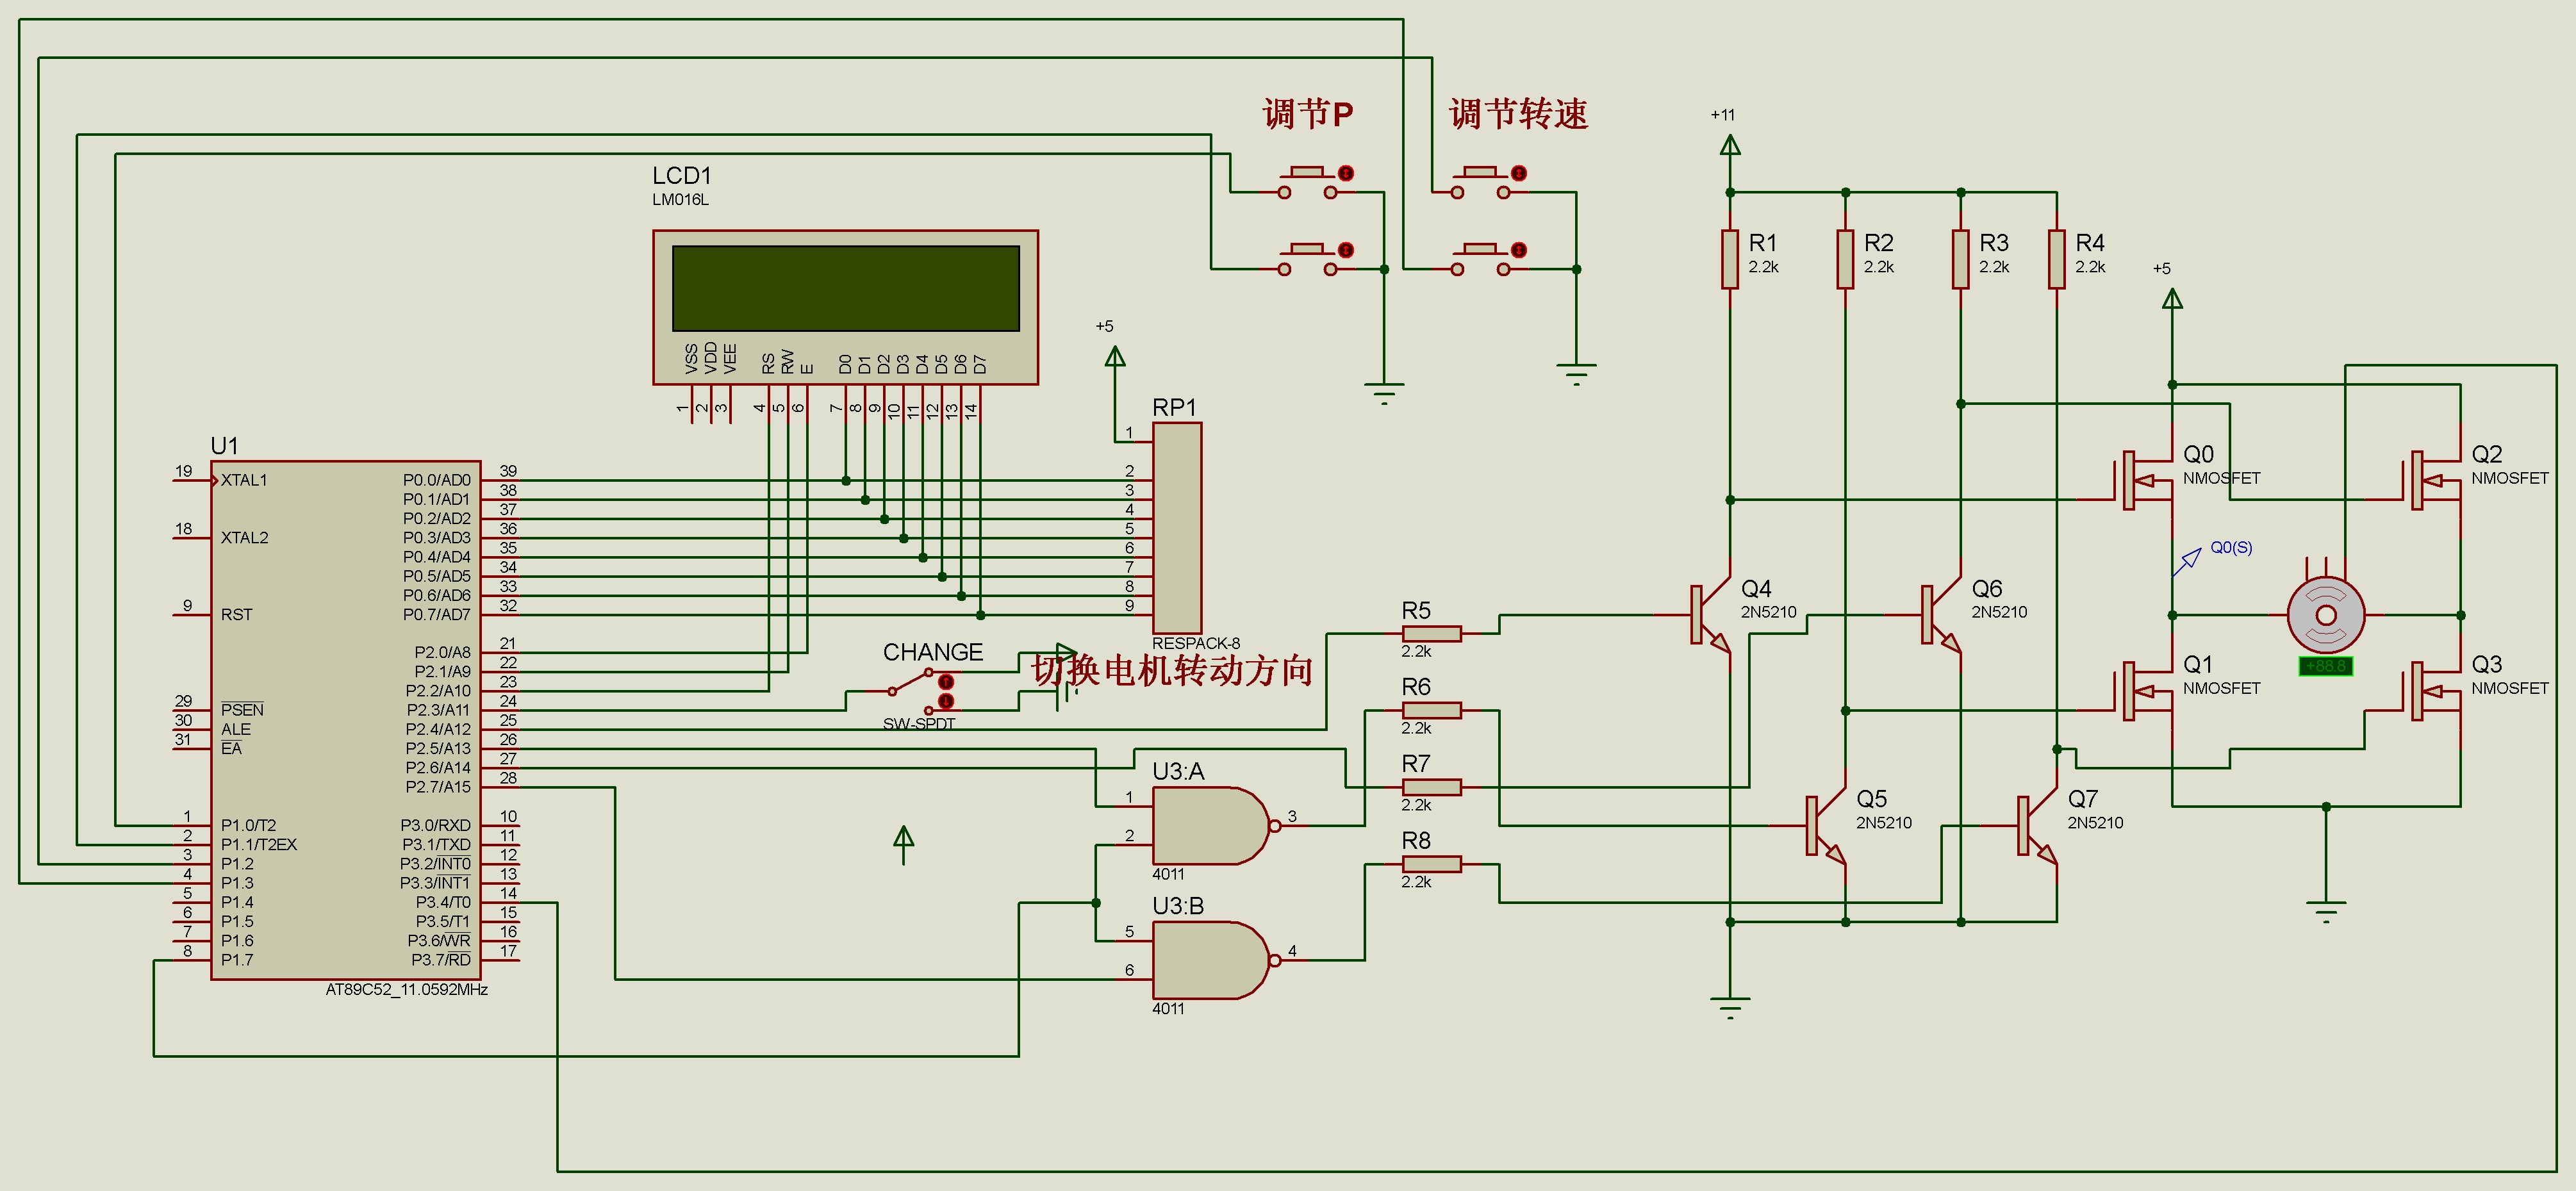 调节P
调节转速
+11
LCD1
LM016L
R1
2.2k
R2
2.2k
R3
2.2k
R4
2.2k
+5
+5
VSS
VDD
VEE
RS
RW
E
D0
D1
D2
D3
D4
D5
D6
D7
1
2
3
4
5
6
7
8
9
10
11
12
13
14
RP1
1
2
3
4
5
6
7
8
9
RESPACK-8
U1
19
XTAL1
18
XTAL2
9
RST
29
PSEN
30
ALE
31
EA
1
P1.0/T2
2
P1.1/T2EX
3
P1.2
4
P1.3
5
P1.4
6
P1.5
7
P1.6
8
P1.7
P0.0/AD0
39
P0.1/AD1
38
P0.2/AD2
37
P0.3/AD3
36
P0.4/AD4
35
P0.5/AD5
34
P0.6/AD6
33
P0.7/AD7
32
P2.0/A8
21
P2.1/A9
22
P2.2/A10
23
P2.3/A11
24
P2.4/A12
25
P2.5/A13
26
P2.6/A14
27
P2.7/A15
28
P3.0/RXD
10
P3.1/TXD
11
P3.2/INT0
12
P3.3/INT1
13
P3.4/T0
14
P3.5/T1
15
P3.6/WR
16
P3.7/RD
17
AT89C52_11.0592MHz
CHANGE
切换电机转动方向
SW-SPDT
U3:A
1
2
3
4011
U3:B
5
6
4
4011
R5
2.2k
R6
2.2k
R7
2.2k
R8
2.2k
Q4
2N5210
Q6
2N5210
Q5
2N5210
Q7
2N5210
Q0
NMOSFET
Q2
NMOSFET
Q0(S)
+88.8
Q1
NMOSFET
Q3
NMOSFET